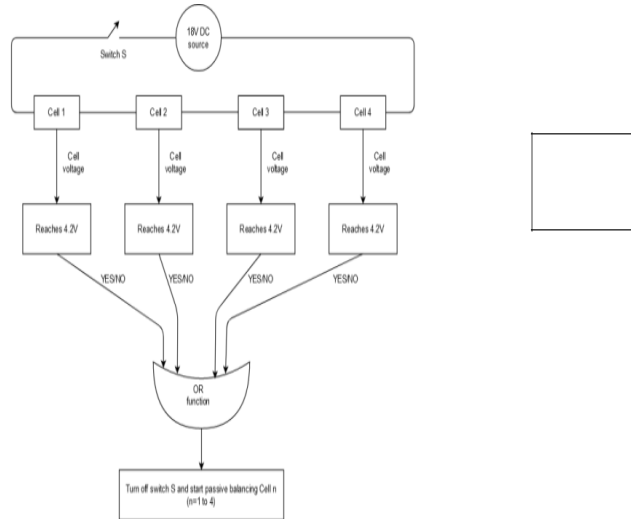 18V DC
source
Switch S
Cell 1
Cell 2
Cell 3
Cell 4
Cell
voltage
Cell
voltage
Cell
voltage
Cell
voltage
Reaches 4.2V
Reaches 4.2V
Reaches 4.2V
Reaches 4.2V
YES/NO
YES/NO
YES/NO
YES/NO
OR
function
Turn off switch S and start passive balancing Cell n
(n=1 to 4)